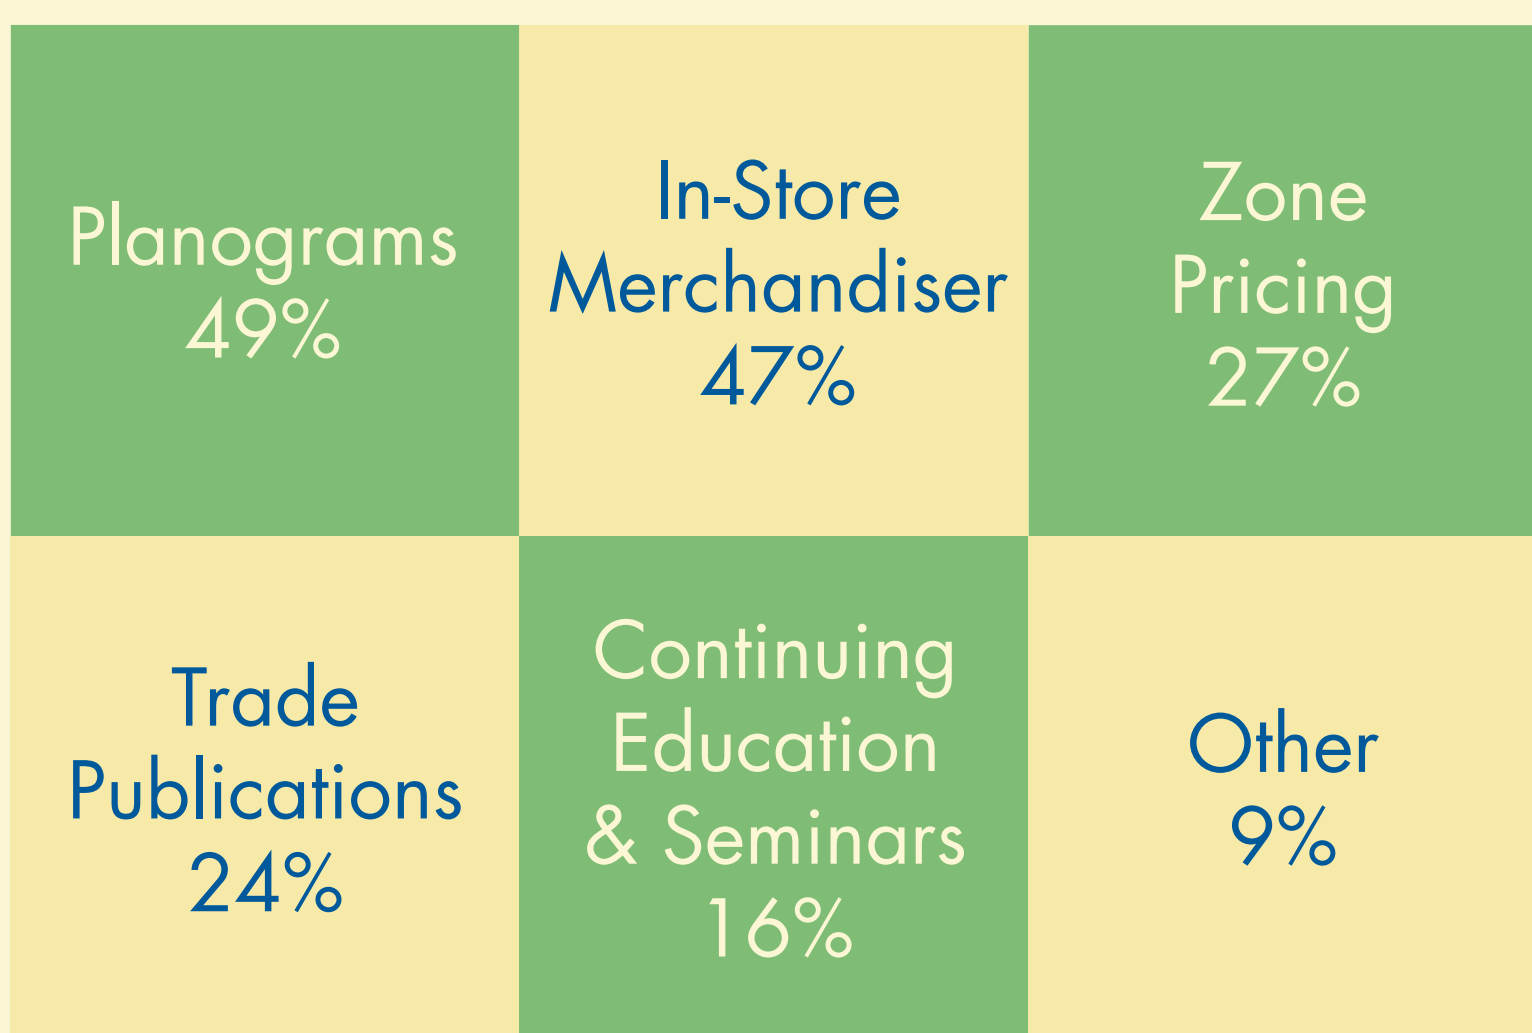 Planograms
49%
In-Store
Merchandiser
47%
Zone
Pricing
27%
Trade
Publications
24%
Continuing
Education
& Seminars
16%
Other
9%